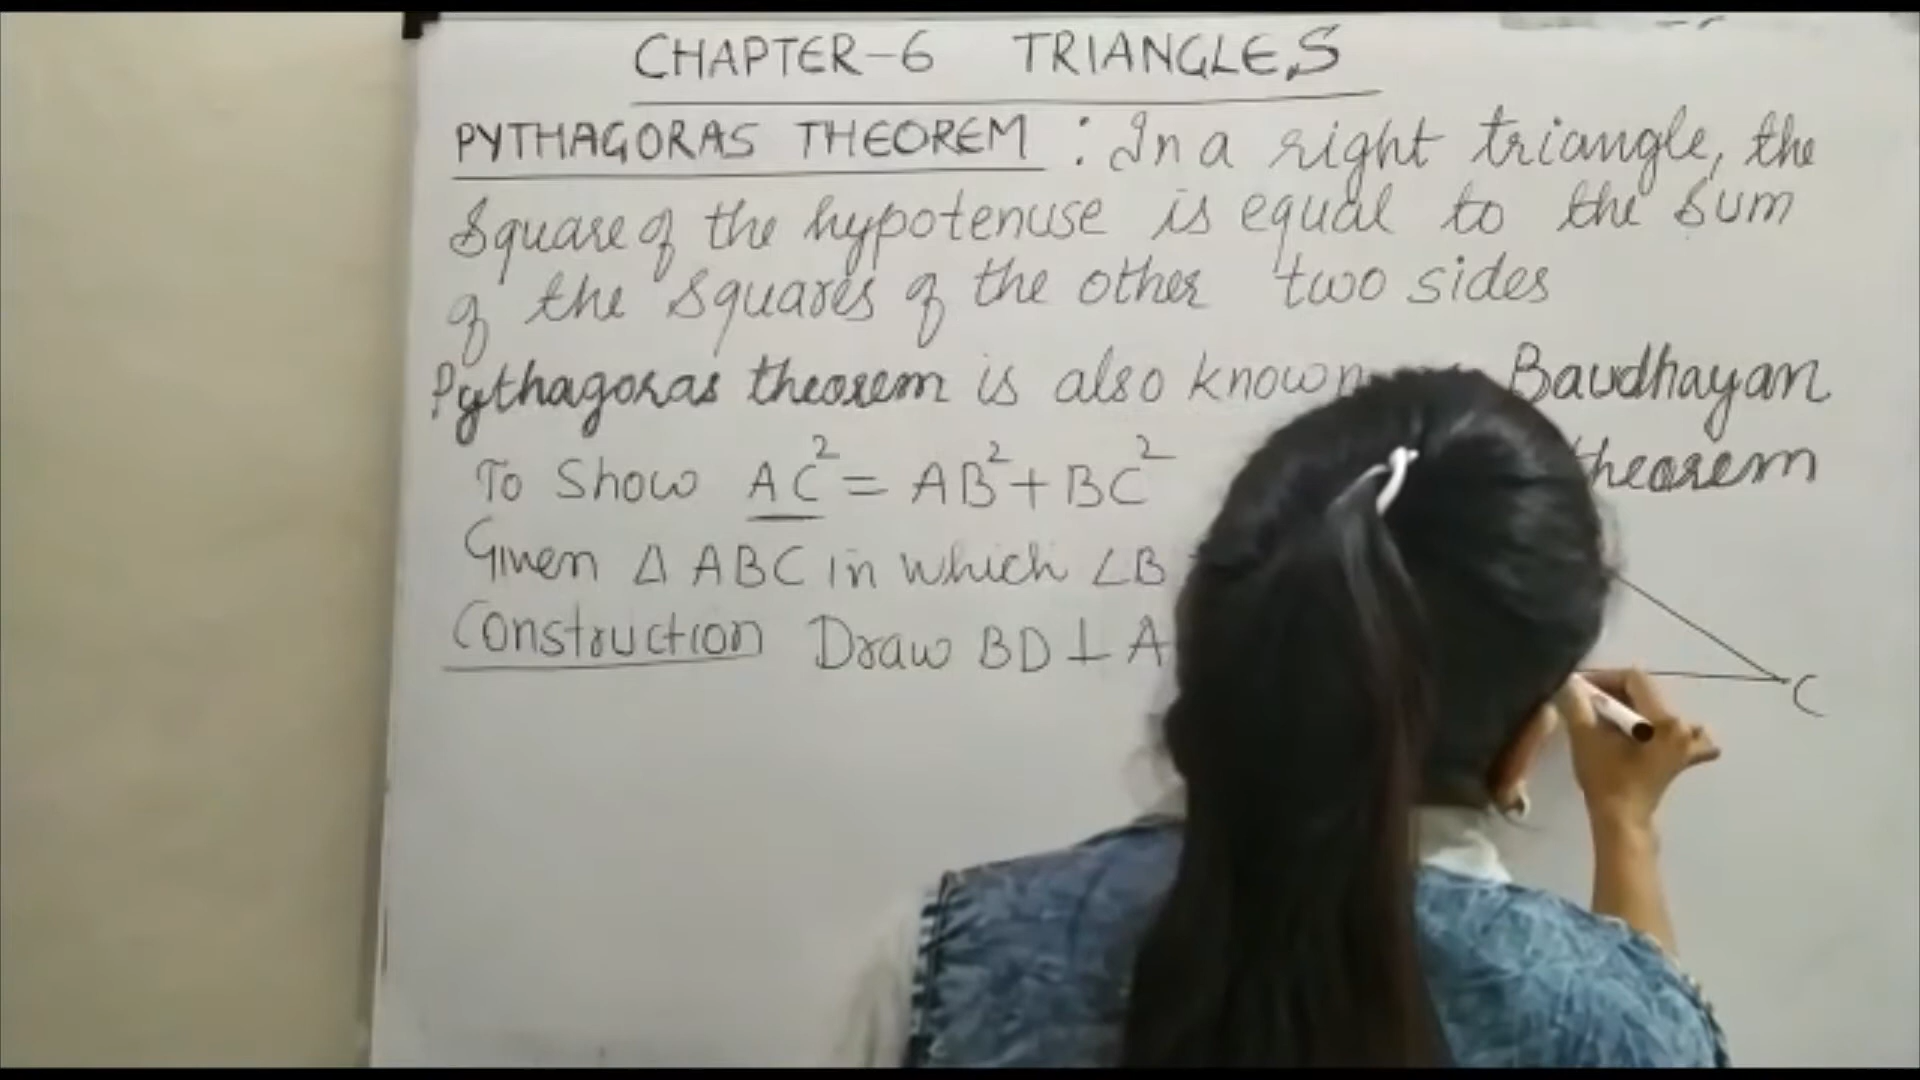 CHAPTER-6 TRIANGLES
PYTHAGORAS THEOREM : In a right triangle, the
Square of the hypotenuse is equal to the sum
of the squares of the other two sides
Pythagoras theorem is also known Baudhayan
theorem
To Show AC² = AB² + BC²
Given Δ ABC in which ∠B
Construction Draw BD ⊥ A
C